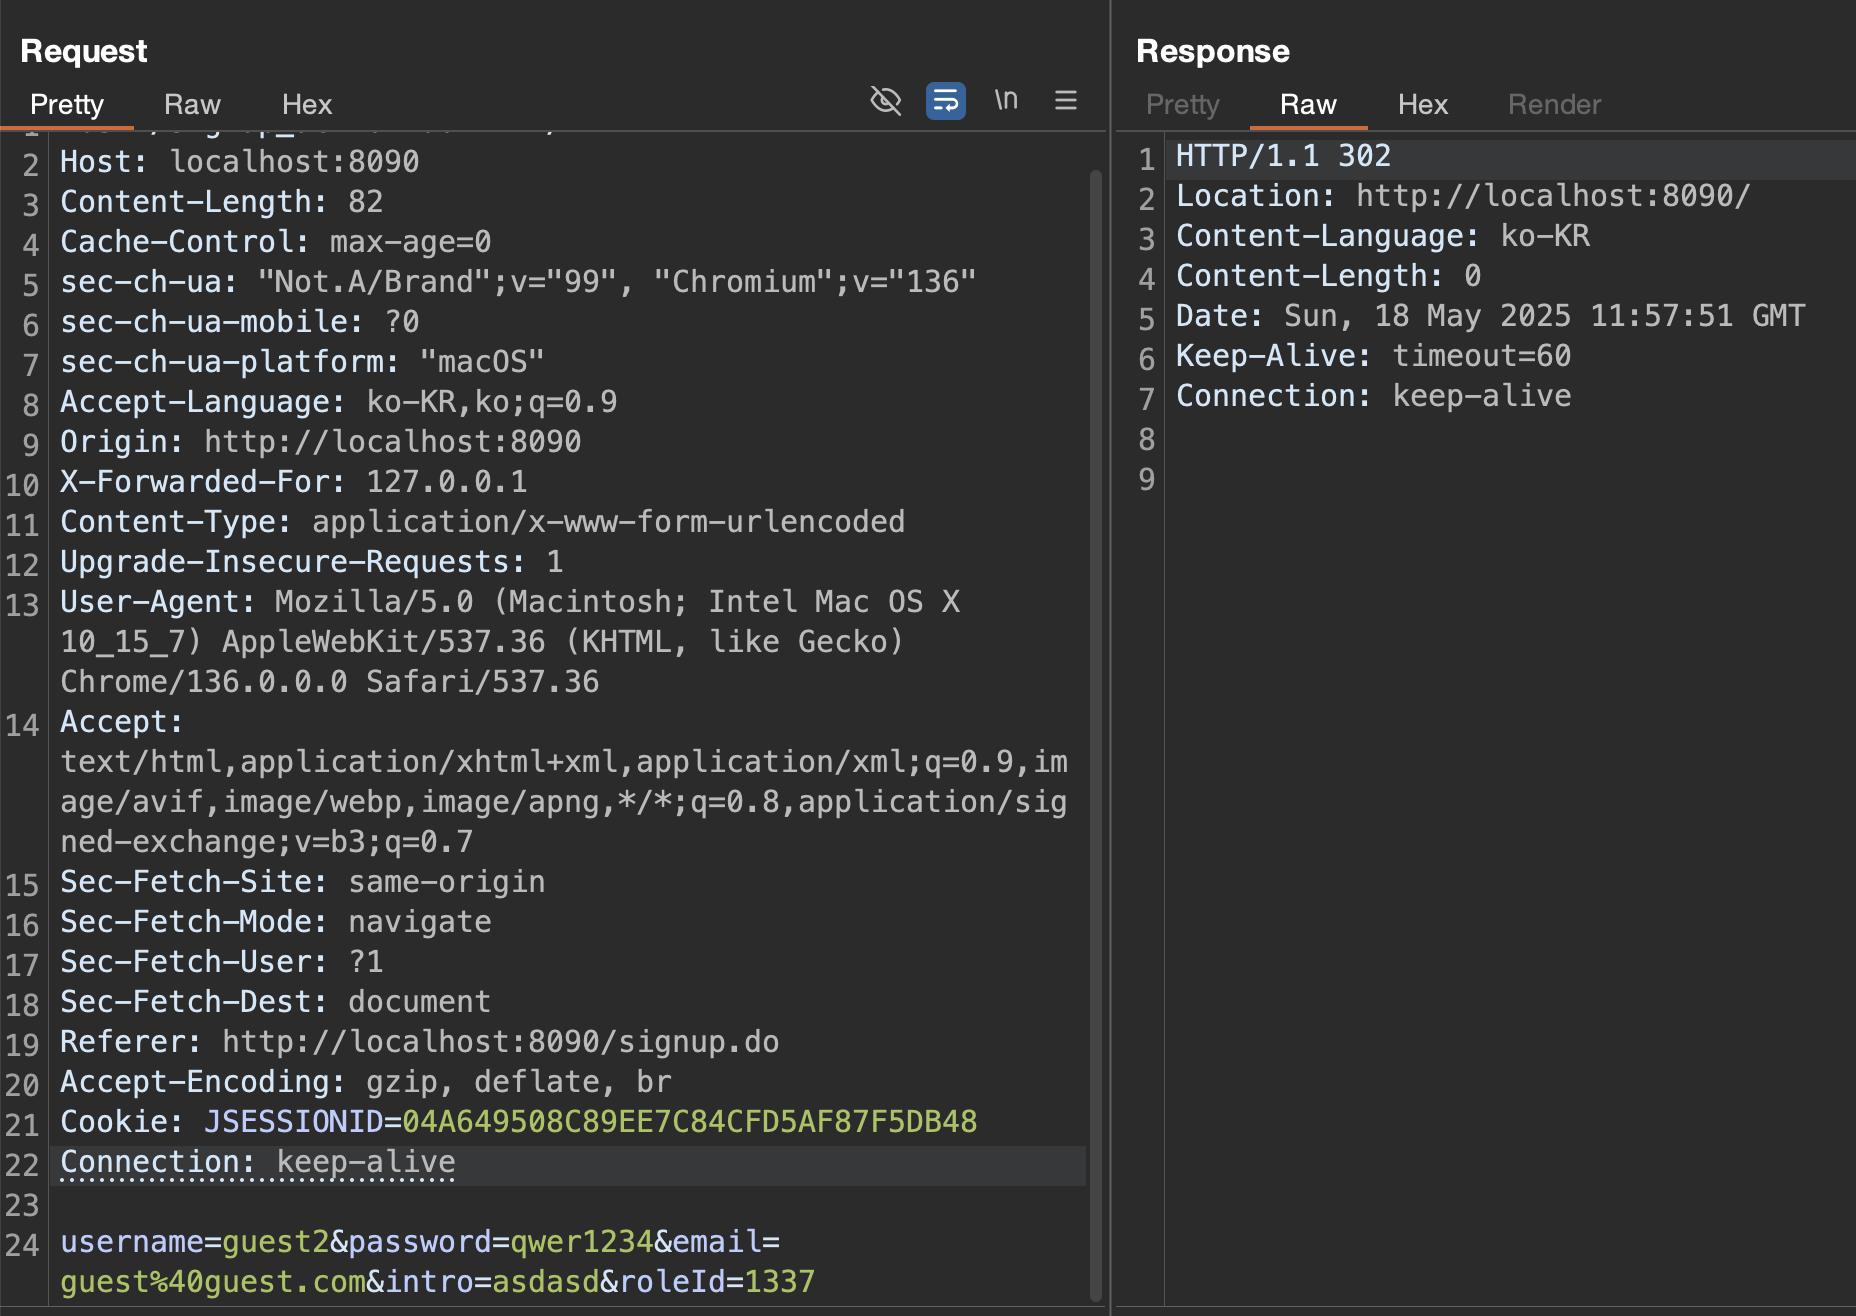 Request
Pretty Raw Hex \n
2 Host: localhost:8090
3 Content-Length: 82
4 Cache-Control: max-age=0
5 sec-ch-ua: "Not.A/Brand";v="99", "Chromium";v="136"
6 sec-ch-ua-mobile: ?0
7 sec-ch-ua-platform: "macOS"
8 Accept-Language: ko-KR,ko;q=0.9
9 Origin: http://localhost:8090
10 X-Forwarded-For: 127.0.0.1
11 Content-Type: application/x-www-form-urlencoded
12 Upgrade-Insecure-Requests: 1
13 User-Agent: Mozilla/5.0 (Macintosh; Intel Mac OS X
10_15_7) AppleWebKit/537.36 (KHTML, like Gecko)
Chrome/136.0.0.0 Safari/537.36
14 Accept:
text/html,application/xhtml+xml,application/xml;q=0.9,im
age/avif,image/webp,image/apng,*/*;q=0.8,application/sig
ned-exchange;v=b3;q=0.7
15 Sec-Fetch-Site: same-origin
16 Sec-Fetch-Mode: navigate
17 Sec-Fetch-User: ?1
18 Sec-Fetch-Dest: document
19 Referer: http://localhost:8090/signup.do
20 Accept-Encoding: gzip, deflate, br
21 Cookie: JSESSIONID=04A649508C89EE7C84CFD5AF87F5DB48
22 Connection: keep-alive
23
24 username=guest2&password=qwer1234&email=
guest%40guest.com&intro=asdasd&roleId=1337
Response
Pretty Raw Hex Render
1 HTTP/1.1 302
2 Location: http://localhost:8090/
3 Content-Language: ko-KR
4 Content-Length: 0
5 Date: Sun, 18 May 2025 11:57:51 GMT
6 Keep-Alive: timeout=60
7 Connection: keep-alive
8
9